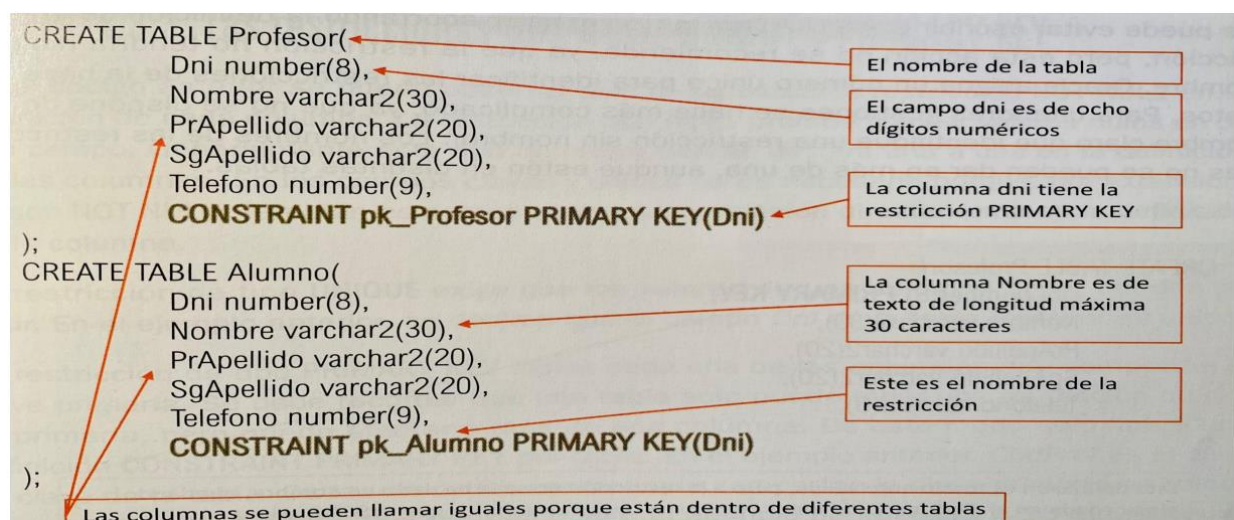 CREATE TABLE Profesor(
Dni number(8),
Nombre varchar2(30),
PrApellido varchar2(20),
SgApellido varchar2(20),
Telefono number(9),
CONSTRAINT pk_Profesor PRIMARY KEY(Dni)
);
El nombre de la tabla
El campo dni es de ocho
dígitos numéricos
La columna dni tiene la
restricción PRIMARY KEY
CREATE TABLE Alumno(
Dni number(8),
Nombre varchar2(30),
PrApellido varchar2(20),
SgApellido varchar2(20),
Telefono number(9),
CONSTRAINT pk_Alumno PRIMARY KEY(Dni)
);
La columna Nombre es de
texto de longitud máxima
30 caracteres
Este es el nombre de la
restricción
Las columnas se pueden llamar iguales porque están dentro de diferentes tablas